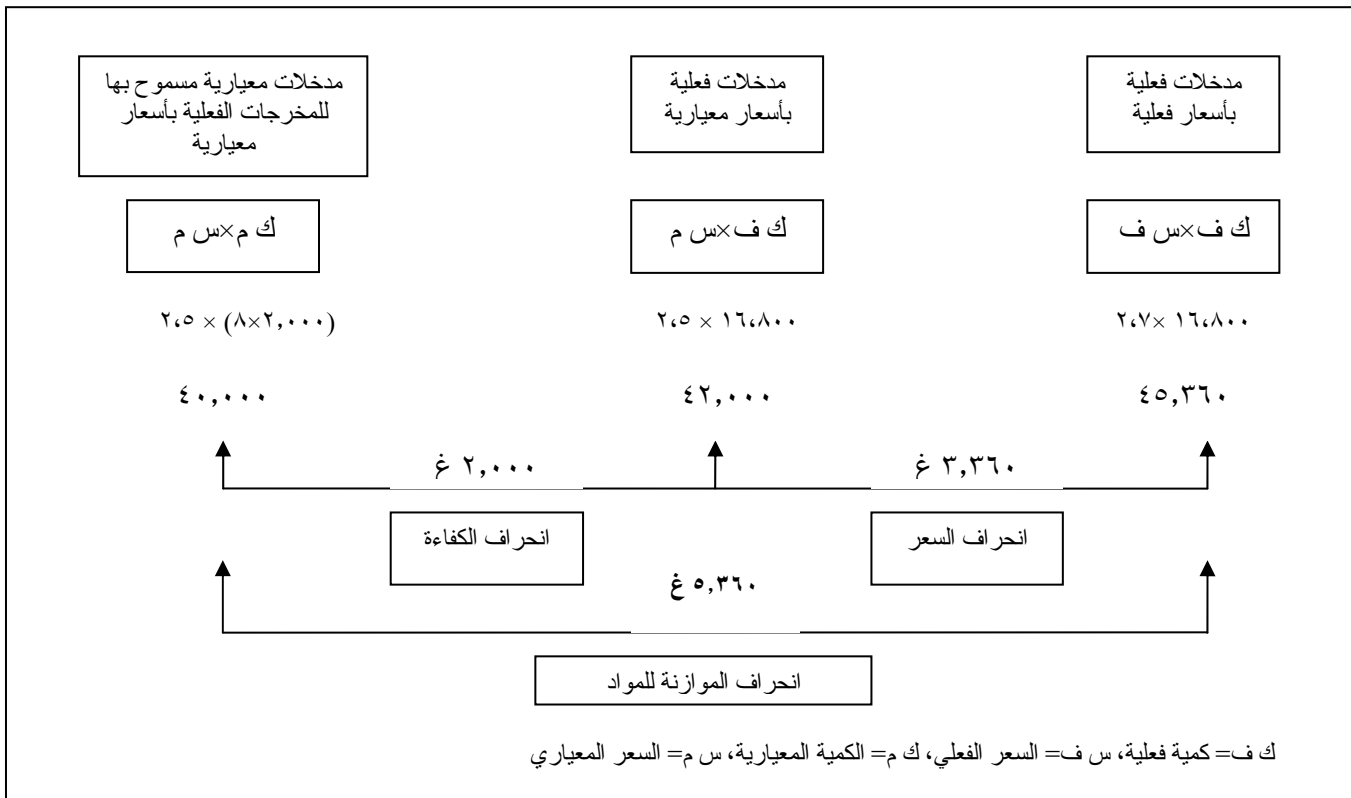 مدخلات فعلية
بأسعار فعلية
مدخلات فعلية
بأسعار معيارية
مدخلات معيارية مسموح بها
للمخرجات الفعلية بأسعار
معيارية
ك ف×س ف
ك ف×س م
ك م×س م
١٦،٨٠٠ ×٢،٧
١٦،٨٠٠ × ٢،٥
(٢,٠٠٠×٨) × ٢،٥
٤٥,٣٦٠
٤٢,٠٠٠
٤٠,٠٠٠
٣,٣٦٠ غ
٢,٠٠٠ غ
انحراف السعر
انحراف الكفاءة
٥,٣٦٠ غ
انحراف الموازنة للمواد
ك ف= كمية فعلية، س ف= السعر الفعلي، ك م= الكمية المعيارية، س م= السعر المعياري